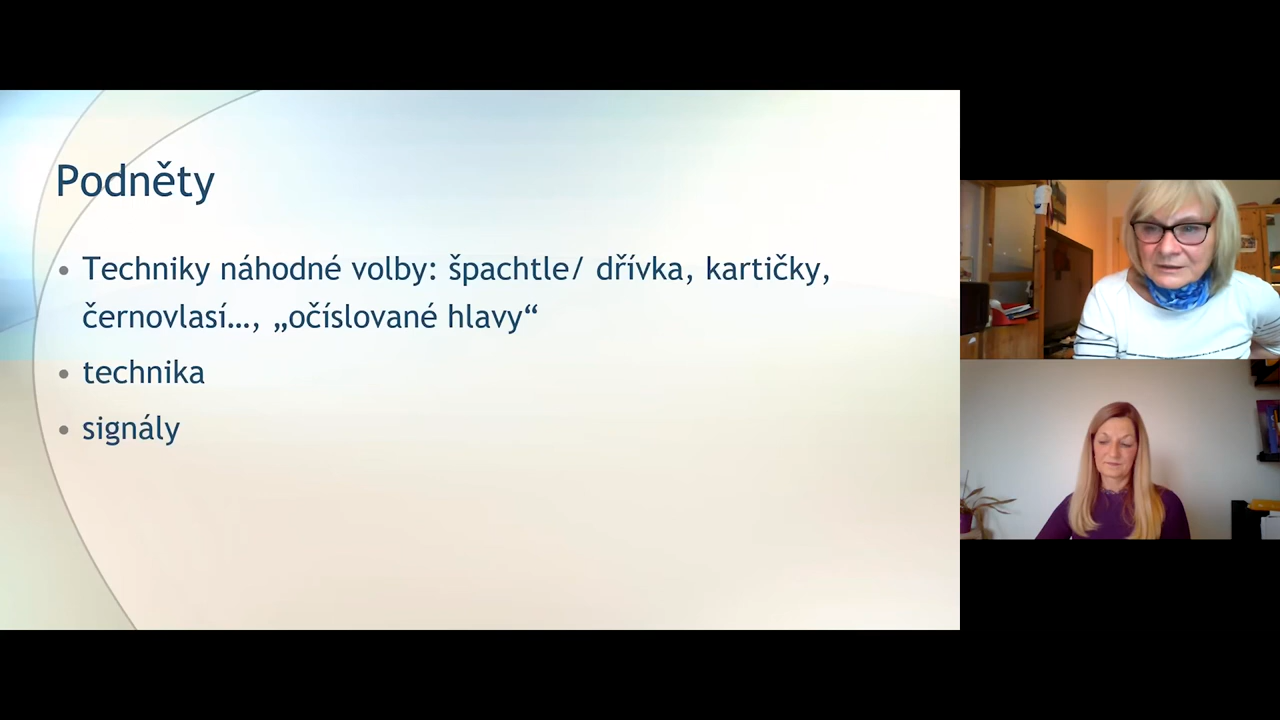 Podněty
• Techniky náhodné volby: špachtle/ dřívka, kartičky,
černovlasí…, „očíslované hlavy“
• technika
• signály